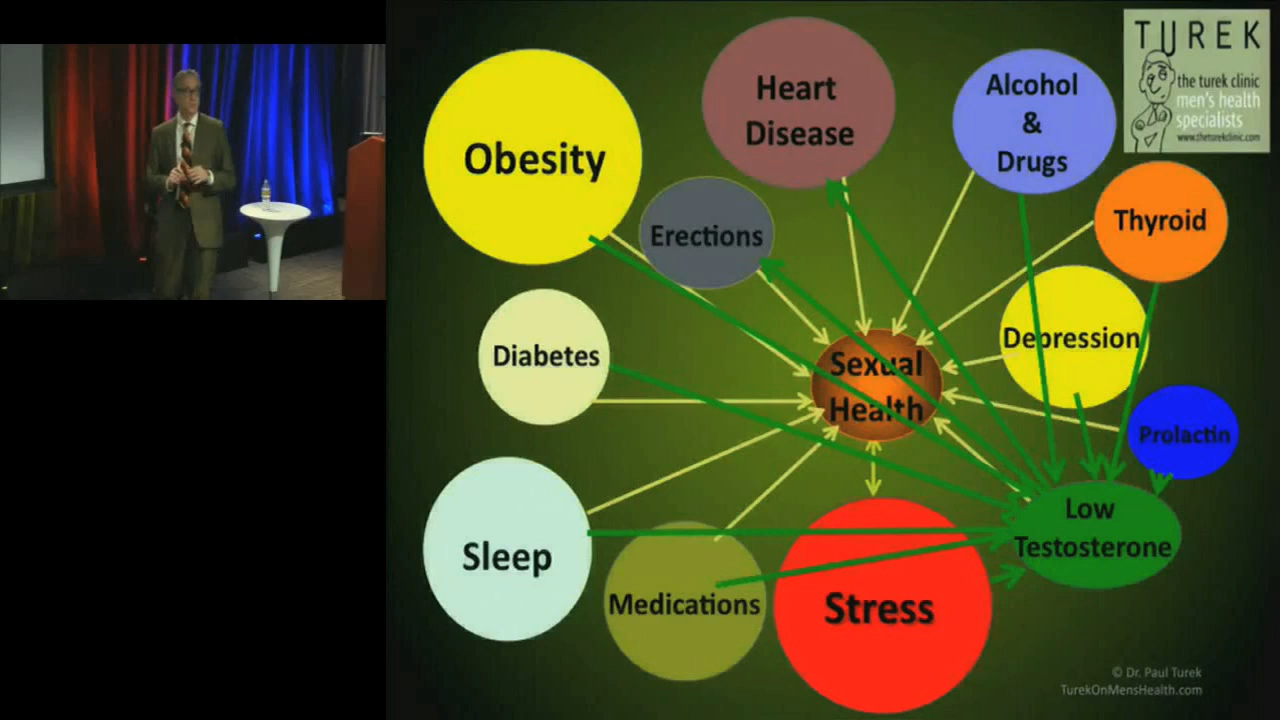 TUREK
the turek clinic
men's health
specialists
www.theturekclinic.com
Obesity
Heart
Disease
Alcohol
&
Drugs
Erections
Thyroid
Diabetes
Sexual
Health
Depression
Prolactin
Sleep
Medications
Stress
Low
Testosterone
© Dr. Paul Turek
TurekOnMensHealth.com